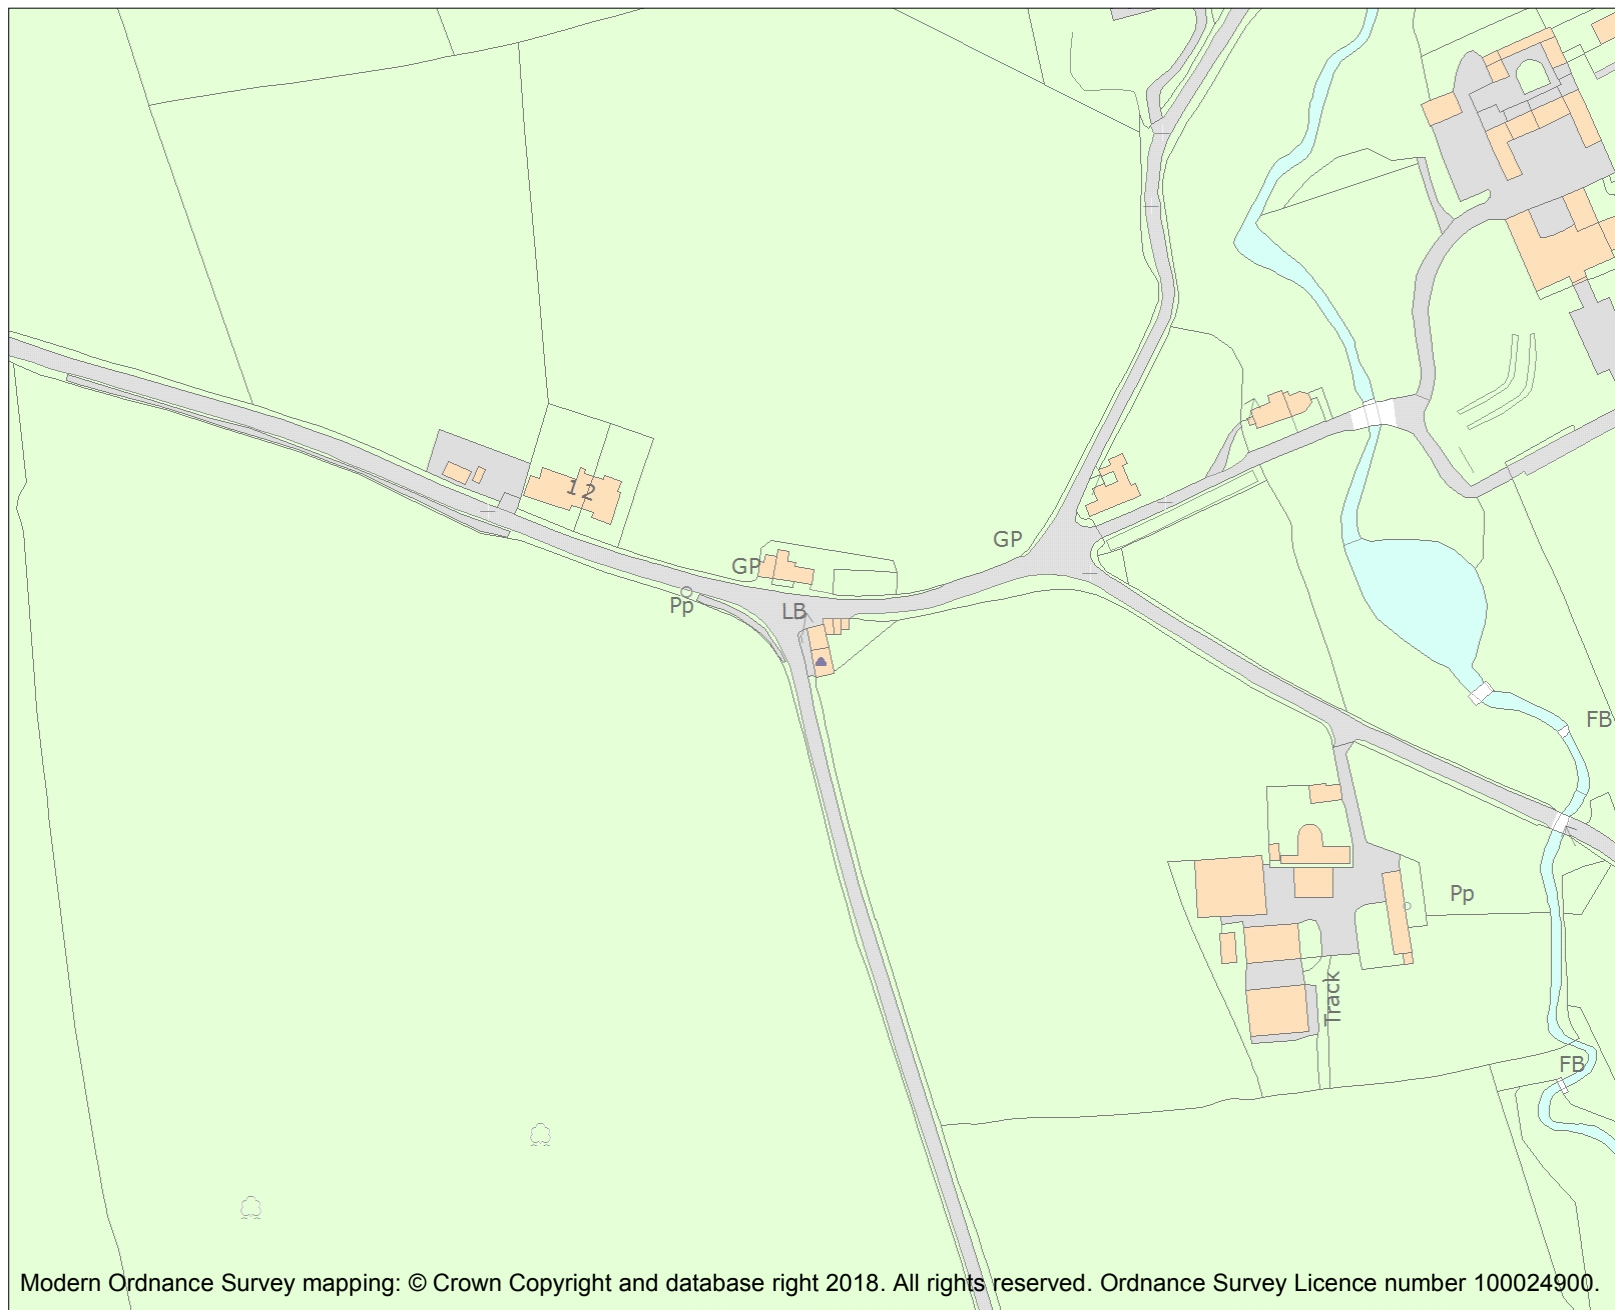 1 2
GP
GP
Pp
LB
FB
Pp
Track
FB
Modern Ordnance Survey mapping: © Crown Copyright and database right 2018. All rights reserved. Ordnance Survey Licence number 100024900.